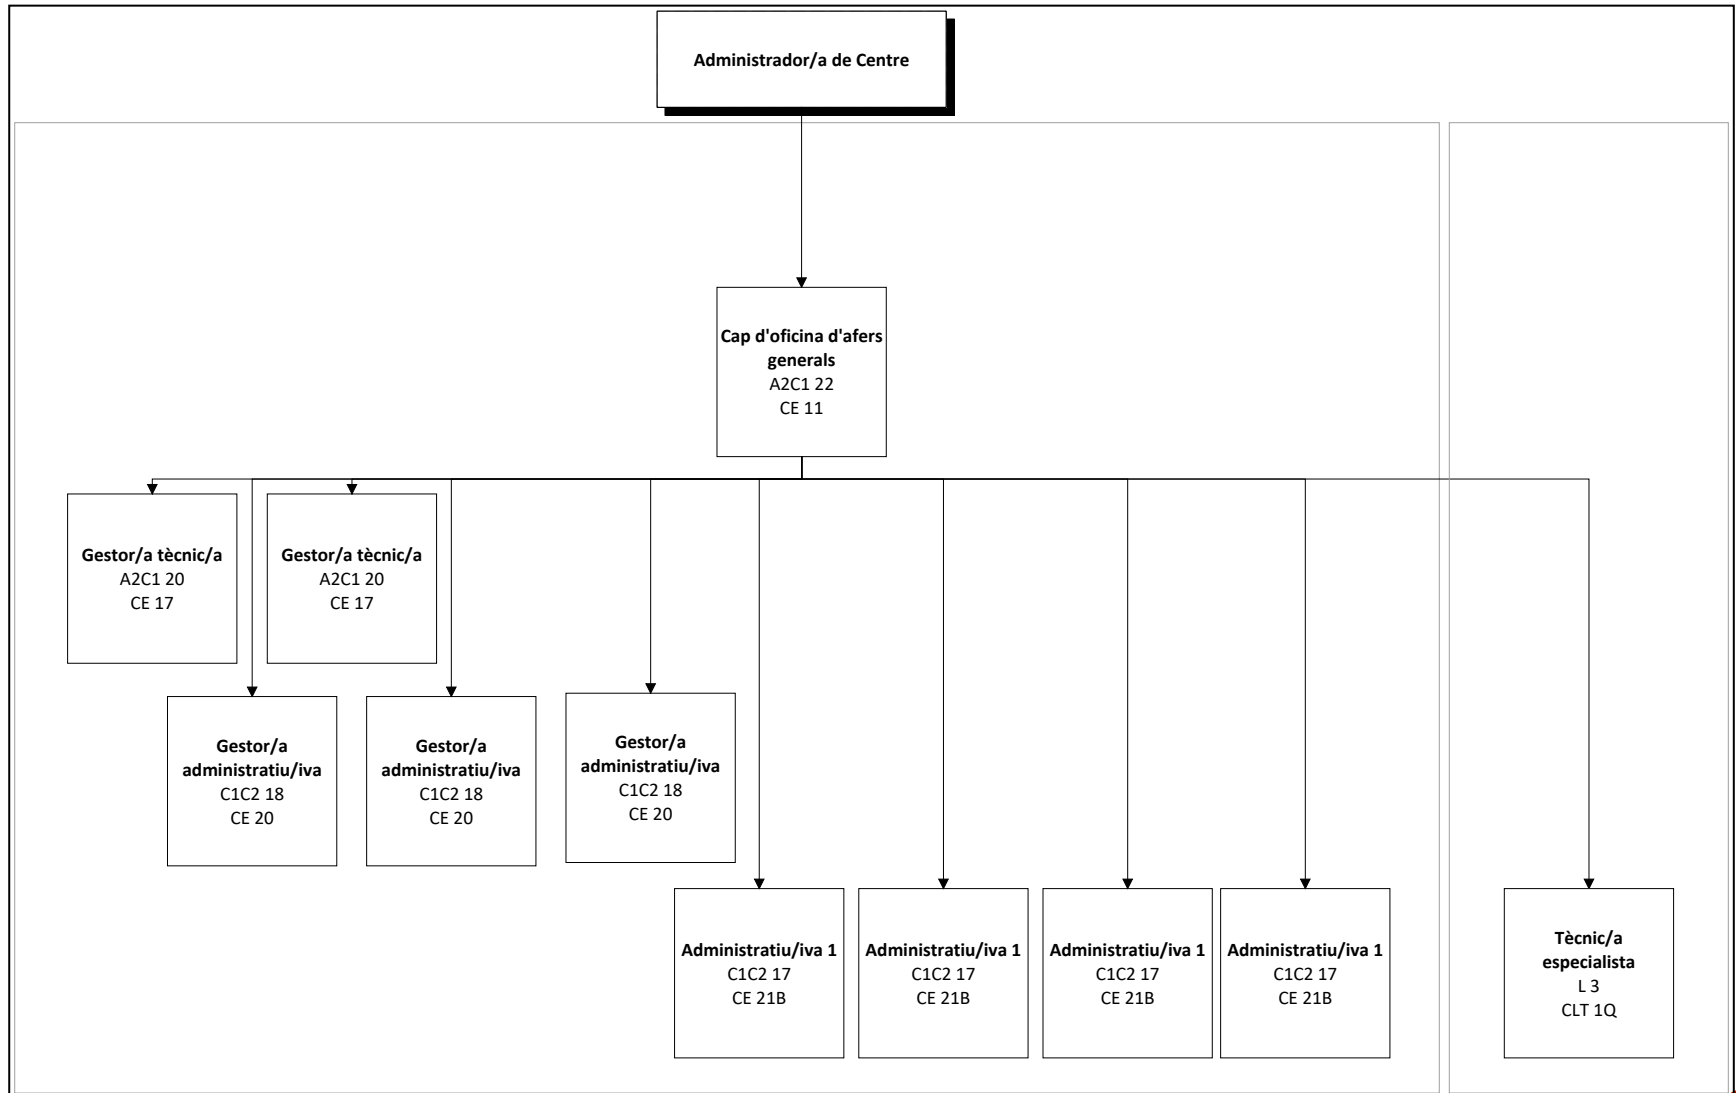 Administrador/a de Centre
Cap d'oficina d'afers
generals
A2C1 22
CE 11
Gestor/a tècnic/a
A2C1 20
CE 17
Gestor/a tècnic/a
A2C1 20
CE 17
Gestor/a
administratiu/iva
C1C2 18
CE 20
Gestor/a
administratiu/iva
C1C2 18
CE 20
Gestor/a
administratiu/iva
C1C2 18
CE 20
Administratiu/iva 1
C1C2 17
CE 21B
Administratiu/iva 1
C1C2 17
CE 21B
Administratiu/iva 1
C1C2 17
CE 21B
Administratiu/iva 1
C1C2 17
CE 21B
Tècnic/a
especialista
L 3
CLT 1Q